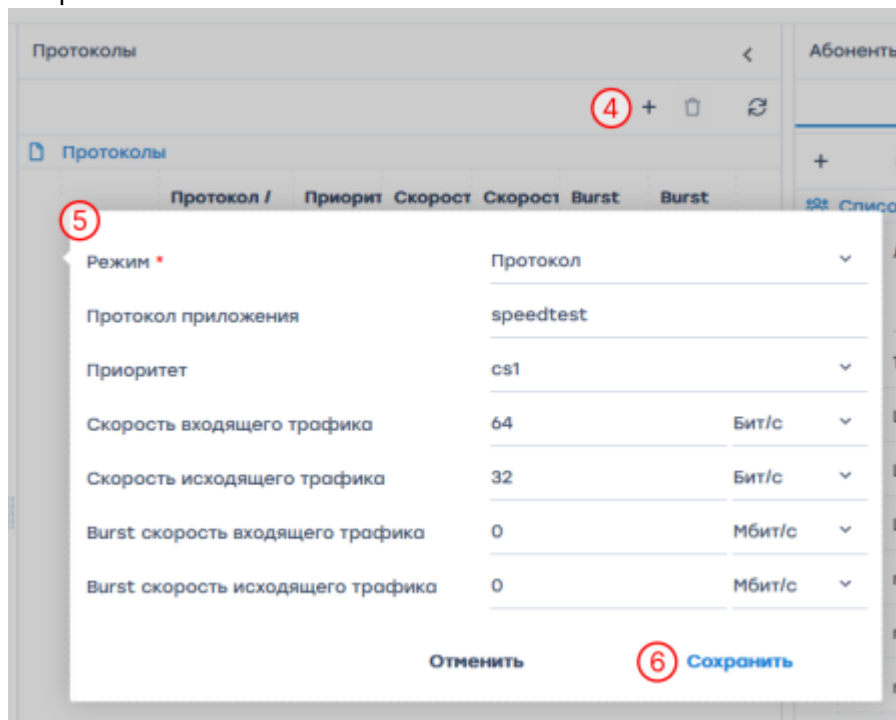 Протоколы
Абоненты
4
Протоколы
Протокол / Приорит Скорост Скорост Burst Burst
5
Режим * Протокол
Протокол приложения speedtest
Приоритет cs1
Скорость входящего трафика 64 Бит/с
Скорость исходящего трафика 32 Бит/с
Burst скорость входящего трафика 0 Мбит/с
Burst скорость исходящего трафика 0 Мбит/с
Отменить 6 Сохранить